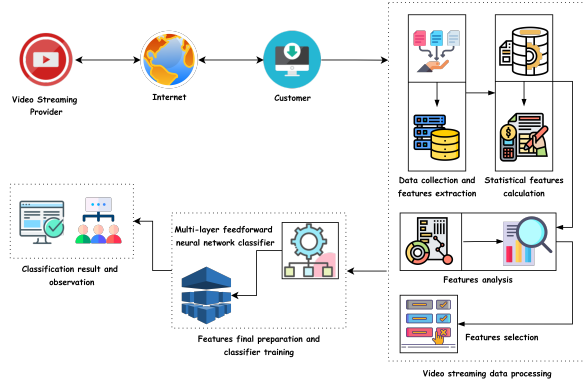 Video Streaming
Provider
Internet
Customer
Data collection and
features extraction
Statistical features
calculation
Features analysis
Features selection
Video streaming data processing
Multi-layer feedforward
neural network classifier
Features final preparation and
classifier training
Classification result and
observation